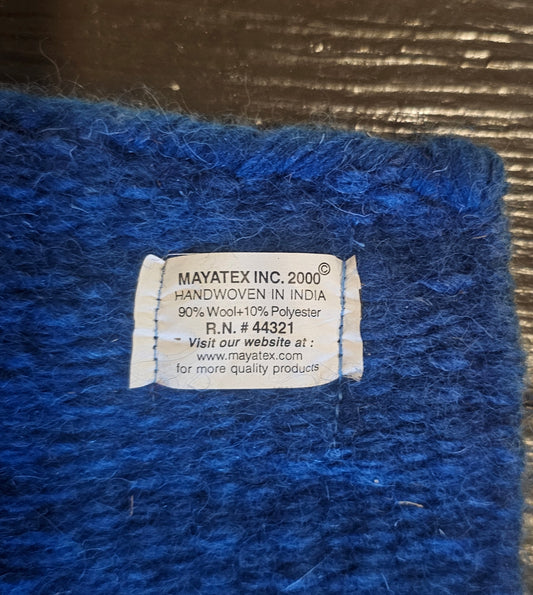 MAYATEX INC. 2000©
HANDWOVEN IN INDIA
90% Wool+10% Polyester
R.N. # 44321
Visit our website at :
www.mayatex.com
for more quality products